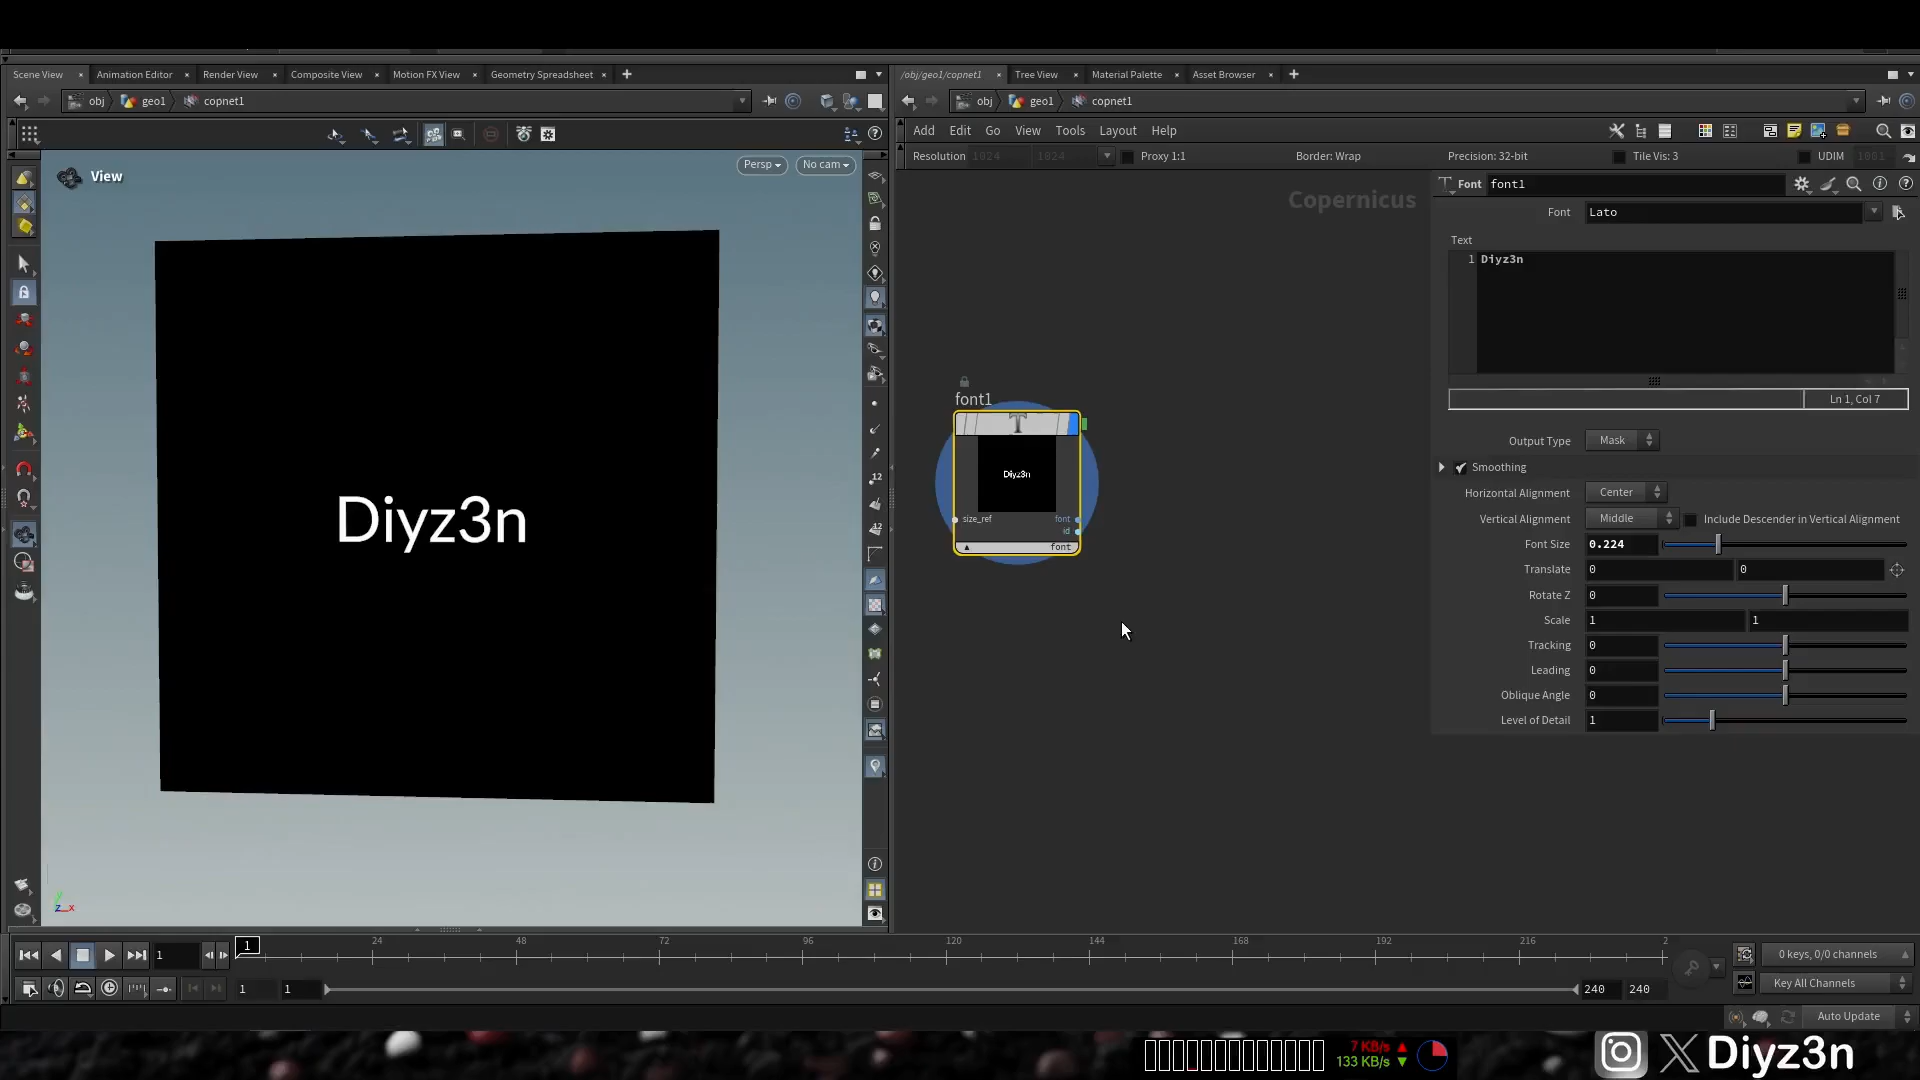 Scene View
Animation Editor
Render View
Composite View
Motion FX View
Geometry Spreadsheet
/obj/geo1/copnet1
Tree View
Material Palette
Asset Browser
obj
geo1
copnet1
obj
geo1
copnet1
Add
Edit
Go
View
Tools
Layout
Help
Resolution
1024
1024
Proxy 1:1
Border: Wrap
Precision: 32-bit
Tile Vis: 3
UDIM
1001
View
Persp
No cam
Copernicus
Font
font1
Font
Lato
Text
1
Diyz3n
Ln 1, Col 7
Output Type
Mask
Smoothing
Horizontal Alignment
Center
Vertical Alignment
Middle
Include Descender in Vertical Alignment
Font Size
0.224
Translate
0
0
Rotate Z
0
Scale
1
1
Tracking
0
Leading
0
Oblique Angle
0
Level of Detail
1
font1
Diyz3n
size_ref
font
id
font
Diyz3n
12
12
y
z
x
1
1
24
48
72
96
120
144
168
192
216
2
0 keys, 0/0 channels
1
1
240
240
Key All Channels
Auto Update
7 KB/s
133 KB/s
Diyz3n